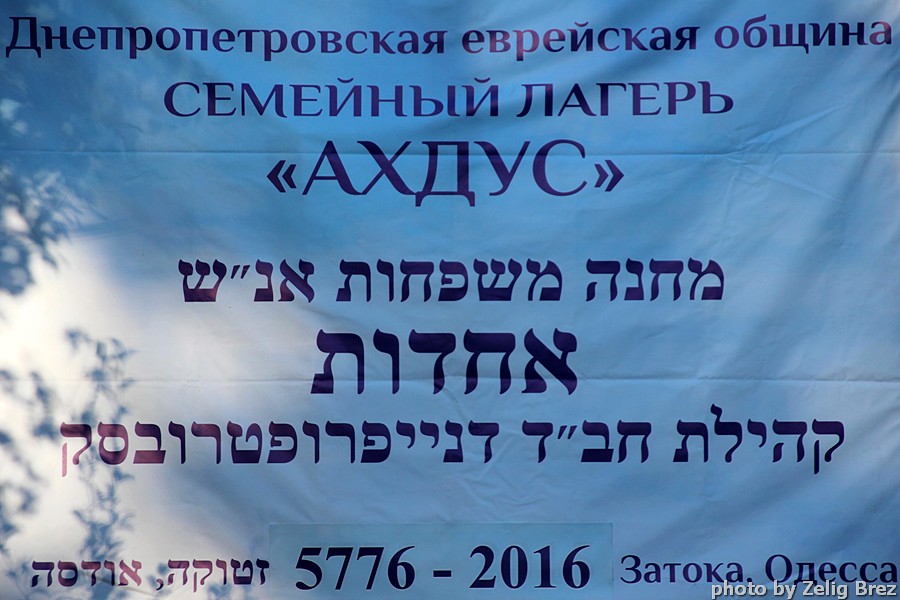 Днепропетровская еврейская община
СЕМЕЙНЫЙ ЛАГЕРЬ
«АХДУС»
מחנה משפחות אנ״ש
אחדות
קהילת חב״ד דנייפרופטרובסק
זטוקה, אודסה 5776 - 2016 Затока. Одесса
photo by Zelig Brez